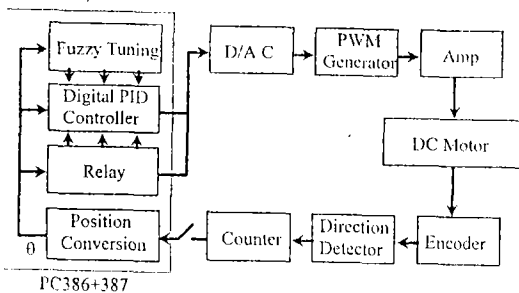 Fuzzy Tuning
Digital PID
Controller
Relay
Position
Conversion
θ
PC386+387
D/A C
PWM
Generator
Amp
DC Motor
Encoder
Direction
Detector
Counter